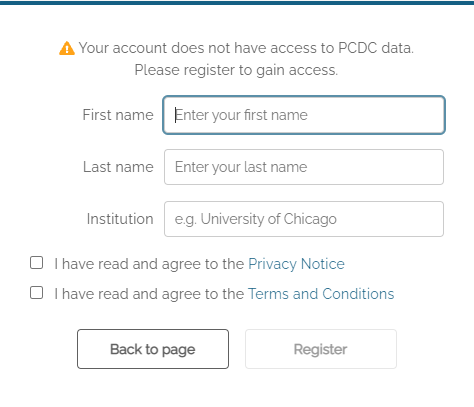 Your account does not have access to PCDC data.
Please register to gain access.
First name
Enter your first name
Last name
Enter your last name
Institution
e.g. University of Chicago
I have read and agree to the Privacy Notice
I have read and agree to the Terms and Conditions
Back to page
Register